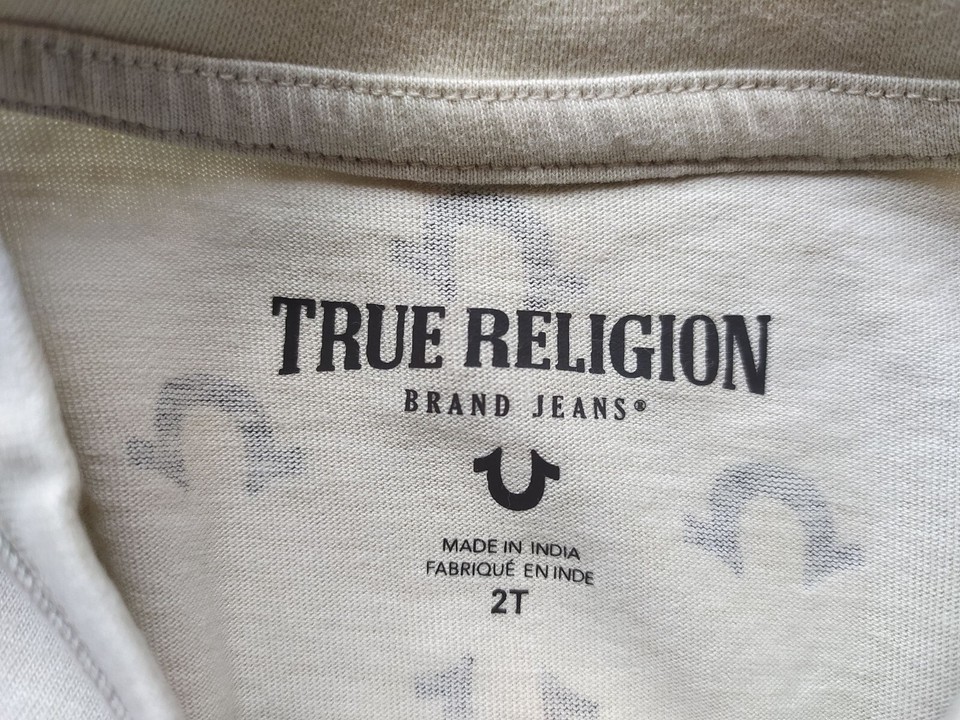 TRUE RELIGION
BRAND JEANS®
MADE IN INDIA
FABRIQUÉ EN INDE
2T